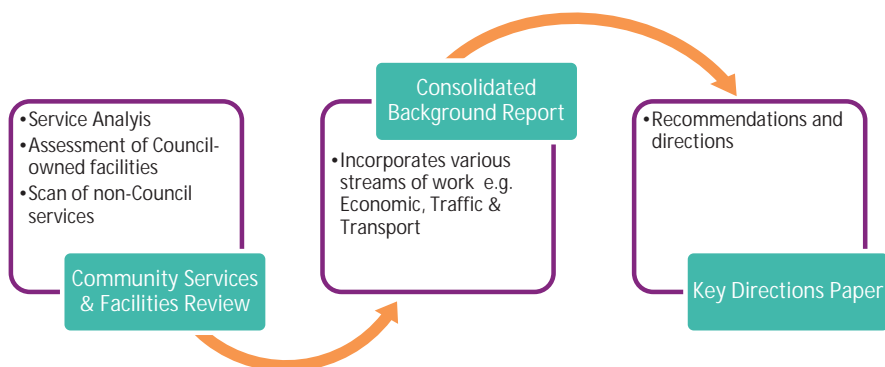 •Service Analyis
•Assessment of Council-
owned facilities
•Scan of non-Council
services
Community Services
& Facilities Review
Consolidated
Background Report
•Incorporates various
streams of work e.g.
Economic, Traffic &
Transport
•Recommendations and
directions
Key Directions Paper